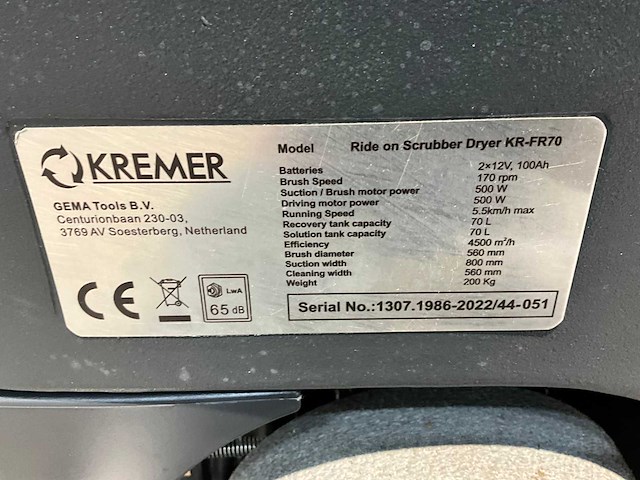 KREMER
GEMA Tools B.V.
Centurionbaan 230-03,
3769 AV Soesterberg, Netherland
CE
LwA
65 dB
Model Ride on Scrubber Dryer KR-FR70
Batteries 2×12V, 100Ah
Brush Speed 170 rpm
Suction / Brush motor power 500 W
Driving motor power 500 W
Running Speed 5.5km/h max
Recovery tank capacity 70 L
Solution tank capacity 70 L
Efficiency 4500 m²/h
Brush diameter 560 mm
Suction width 800 mm
Cleaning width 560 mm
Weight 200 Kg
Serial No.:1307.1986-2022/44-051